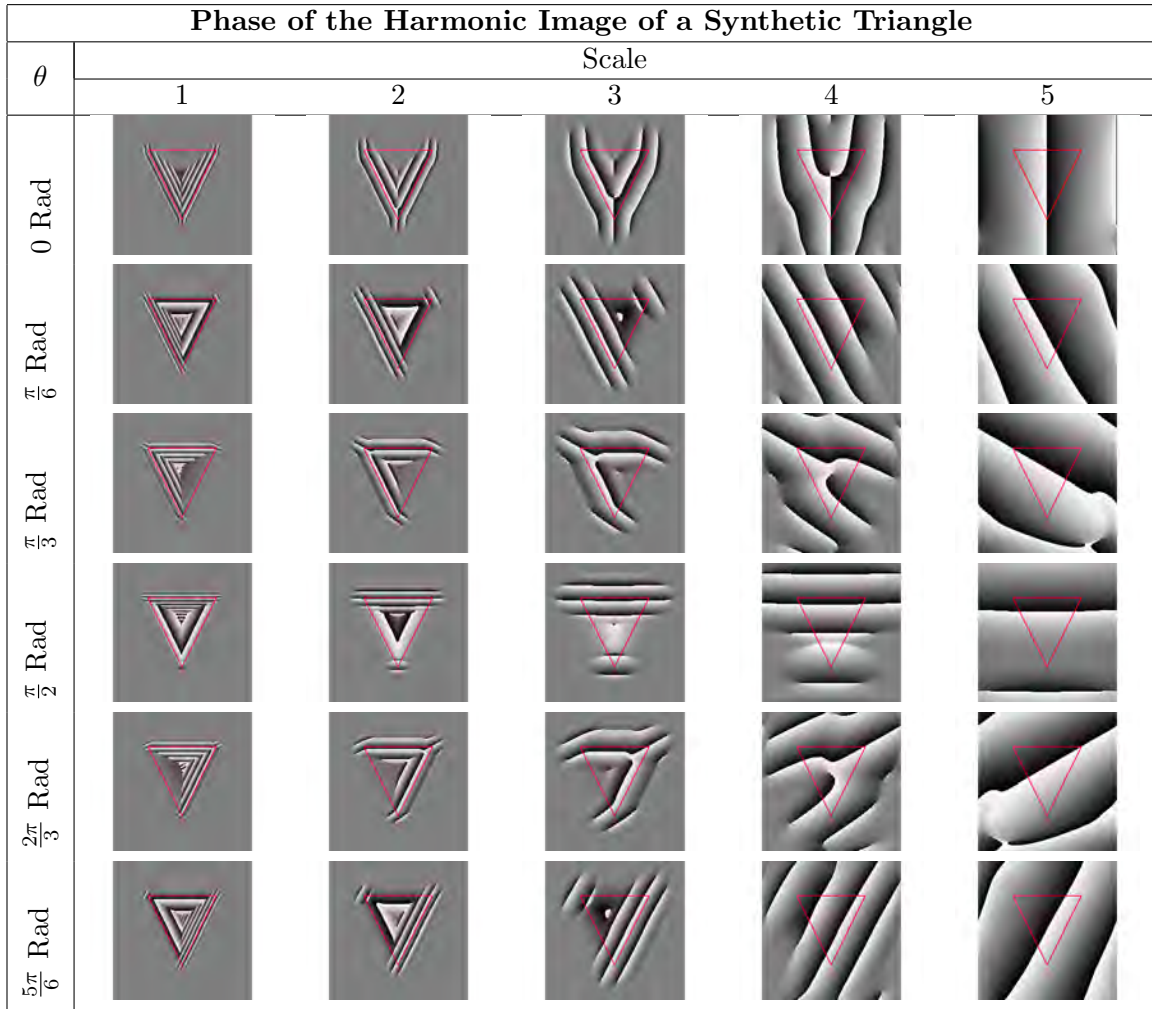 Phase of the Harmonic Image of a Synthetic Triangle
θ
Scale
1 2 3 4 5
0 Rad
π/6 Rad
π/3 Rad
π/2 Rad
2π/3 Rad
5π/6 Rad